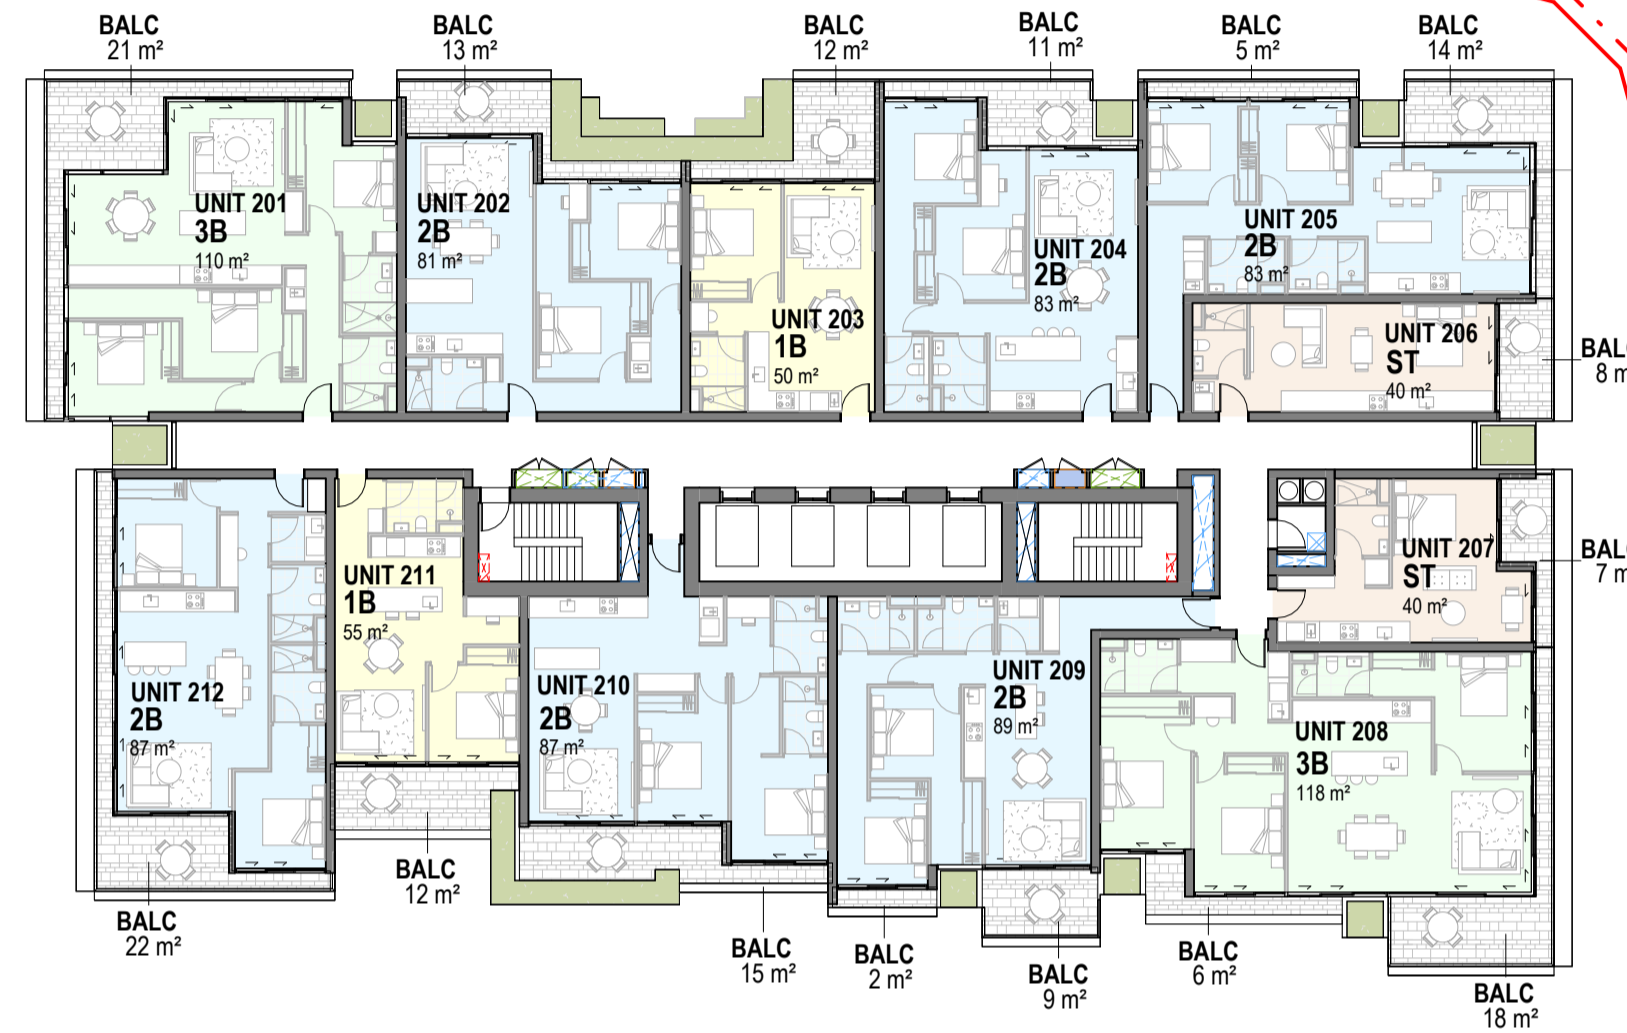 BALC
21 m²
BALC
13 m²
BALC
12 m²
BALC
11 m²
BALC
5 m²
BALC
14 m²
UNIT 201
3B
110 m²
UNIT 202
2B
81 m²
UNIT 203
1B
50 m²
UNIT 204
2B
83 m²
UNIT 205
2B
83 m²
UNIT 206
ST
40 m²
BALC
8 m
UNIT 207
ST
40 m²
BALC
7 m
UNIT 211
1B
55 m²
UNIT 212
2B
87 m²
UNIT 210
2B
87 m²
UNIT 209
2B
89 m²
UNIT 208
3B
118 m²
BALC
22 m²
BALC
12 m²
BALC
15 m²
BALC
2 m²
BALC
9 m²
BALC
6 m²
BALC
18 m²